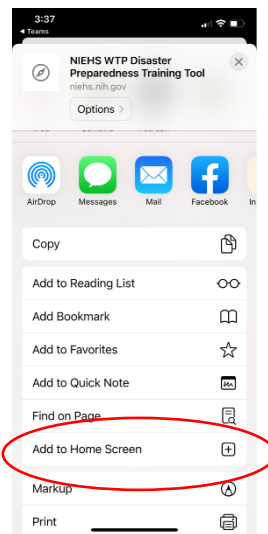 3:37
◀ Teams
NIEHS WTP Disaster
Preparedness Training Tool
niehs.nih.gov
Options >
AirDrop
Messages
Mail
Facebook
In
Copy
Add to Reading List
Add Bookmark
Add to Favorites
Add to Quick Note
Find on Page
Add to Home Screen
Markup
Print